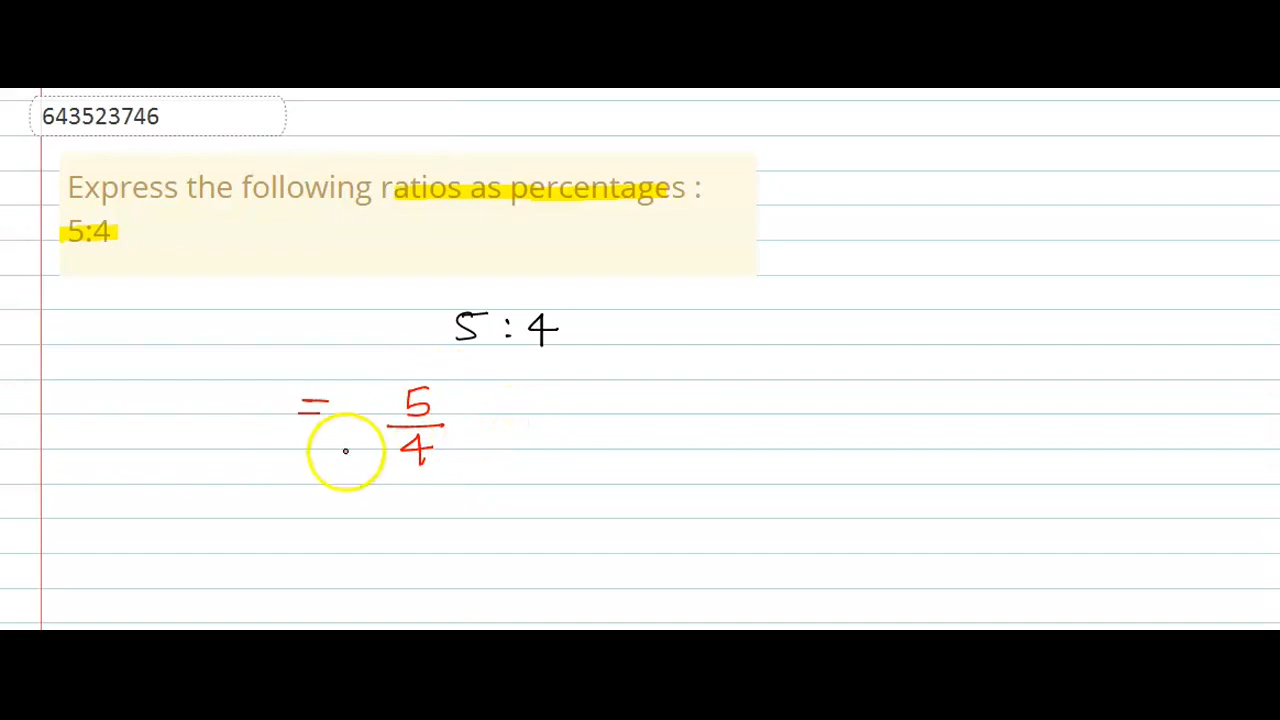 643523746
Express the following ratios as percentages :
5:4
5 : 4
= 5/4